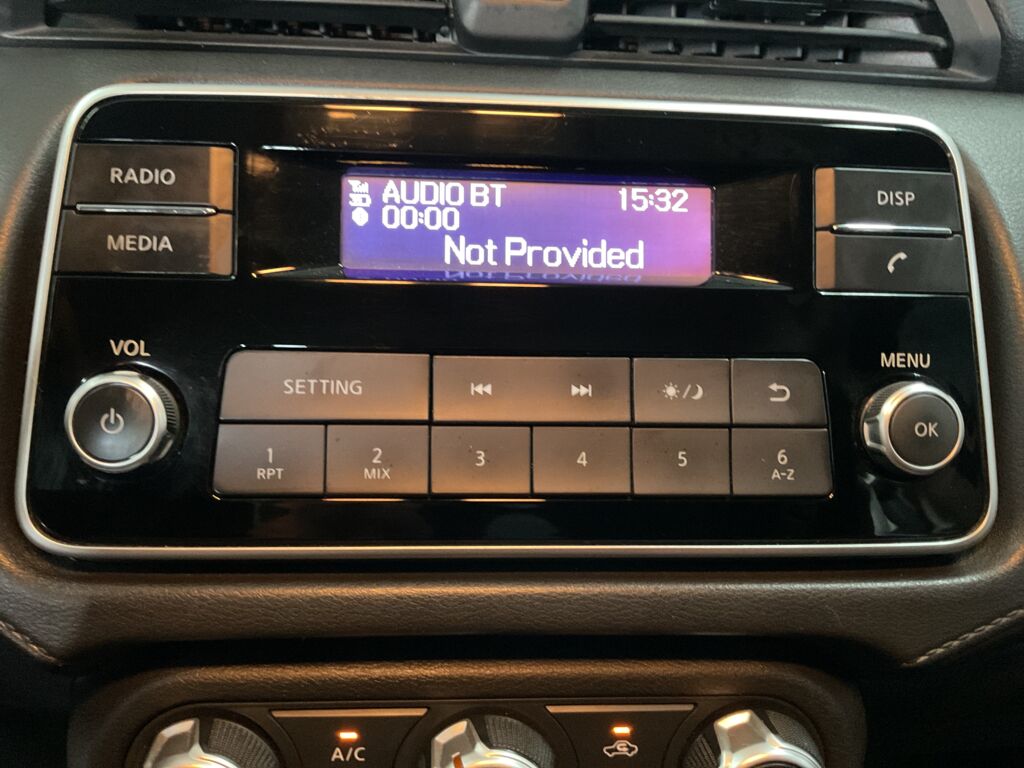 RADIO
MEDIA
AUDIO BT 15:32
00:00
Not Provided
DISP
VOL
MENU
SETTING
OK
1 2 3 4 5 6
RPT MIX A-Z
A/C